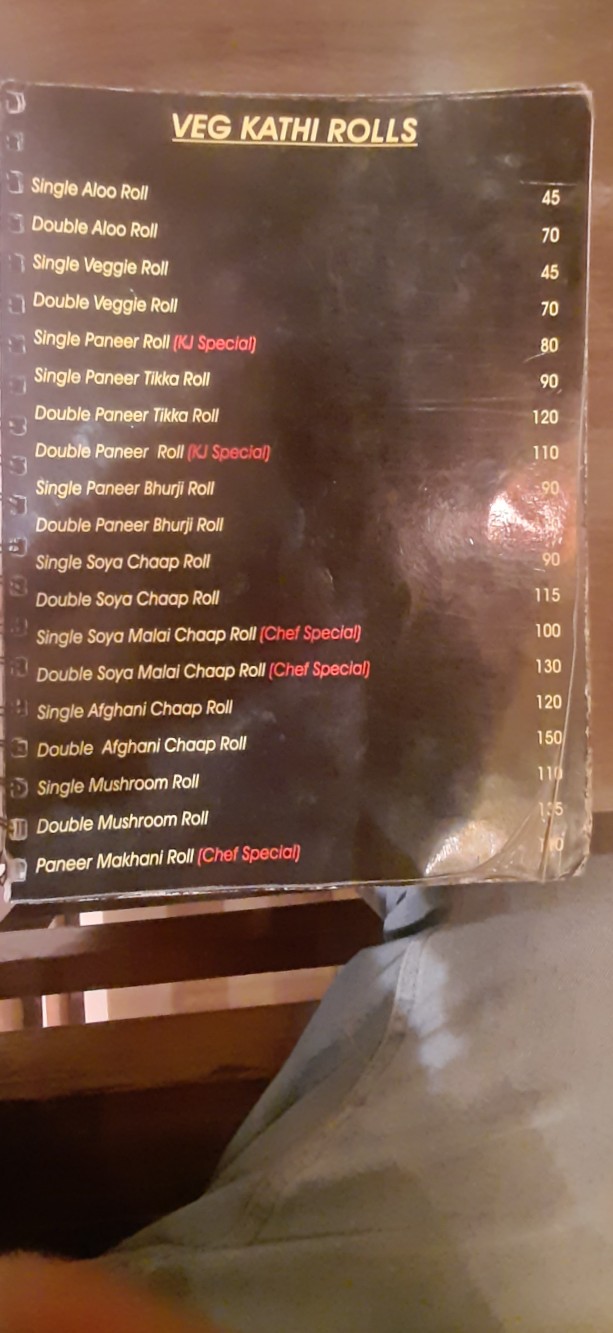 VEG KATHI ROLLS
Single Aloo Roll 45
Double Aloo Roll 70
Single Veggie Roll 45
Double Veggie Roll 70
Single Paneer Roll (KJ Special) 80
Single Paneer Tikka Roll 90
Double Paneer Tikka Roll 120
Double Paneer Roll (KJ Special) 110
Single Paneer Bhurji Roll 90
Double Paneer Bhurji Roll
Single Soya Chaap Roll 90
Double Soya Chaap Roll 115
Single Soya Malai Chaap Roll (Chef Special) 100
Double Soya Malai Chaap Roll (Chef Special) 130
Single Afghani Chaap Roll 120
Double Afghani Chaap Roll 150
Single Mushroom Roll 110
Double Mushroom Roll 135
Paneer Makhani Roll (Chef Special)